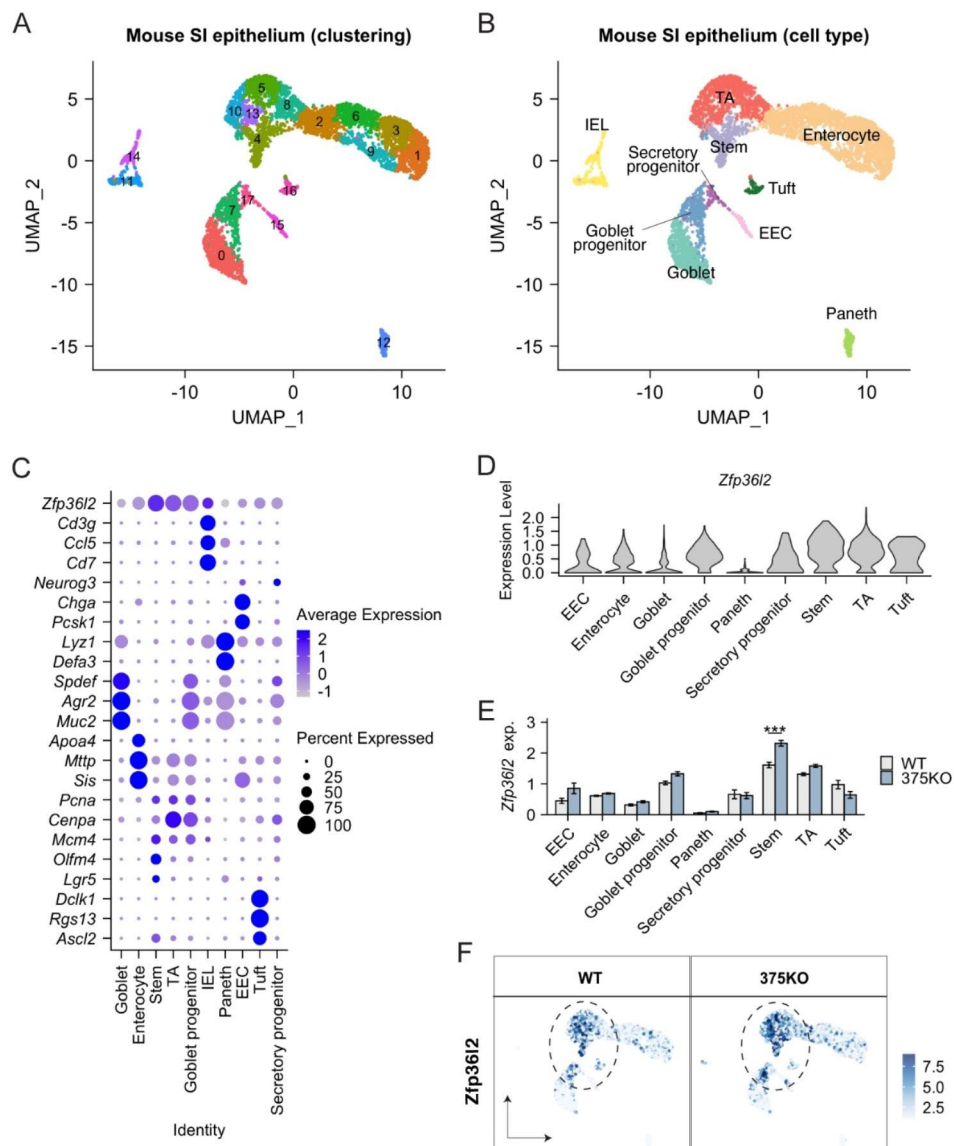 A
Mouse SI epithelium (clustering)
5
0
-5
-10
-15
UMAP_2
-10
0
10
UMAP_1
5
10
13
8
4
2
6
3
9
1
14
11
17
16
7
15
0
12
B
Mouse SI epithelium (cell type)
5
0
-5
-10
-15
UMAP_2
-10
0
10
UMAP_1
TA
IEL
Enterocyte
Stem
Secretory
progenitor
Tuft
Goblet
progenitor
EEC
Goblet
Paneth
C
Zfp36l2
Cd3g
Ccl5
Cd7
Neurog3
Chga
Pcsk1
Lyz1
Defa3
Spdef
Agr2
Muc2
Apoa4
Mttp
Sis
Pcna
Cenpa
Mcm4
Olfm4
Lgr5
Dclk1
Rgs13
Ascl2
Goblet
Enterocyte
Stem
TA
Goblet progenitor
IEL
Paneth
EEC
Tuft
Secretory progenitor
Identity
Average Expression
2
1
0
-1
Percent Expressed
0
25
50
75
100
D
Zfp36l2
Expression Level
2.0
1.5
1.0
0.5
0.0
EEC
Enterocyte
Goblet
Goblet progenitor
Paneth
Secretory progenitor
Stem
TA
Tuft
E
Zfp36l2 exp.
3
2
1
0
***
WT
375KO
EEC
Enterocyte
Goblet
Goblet progenitor
Paneth
Secretory progenitor
Stem
TA
Tuft
F
WT
375KO
Zfp36l2
7.5
5.0
2.5